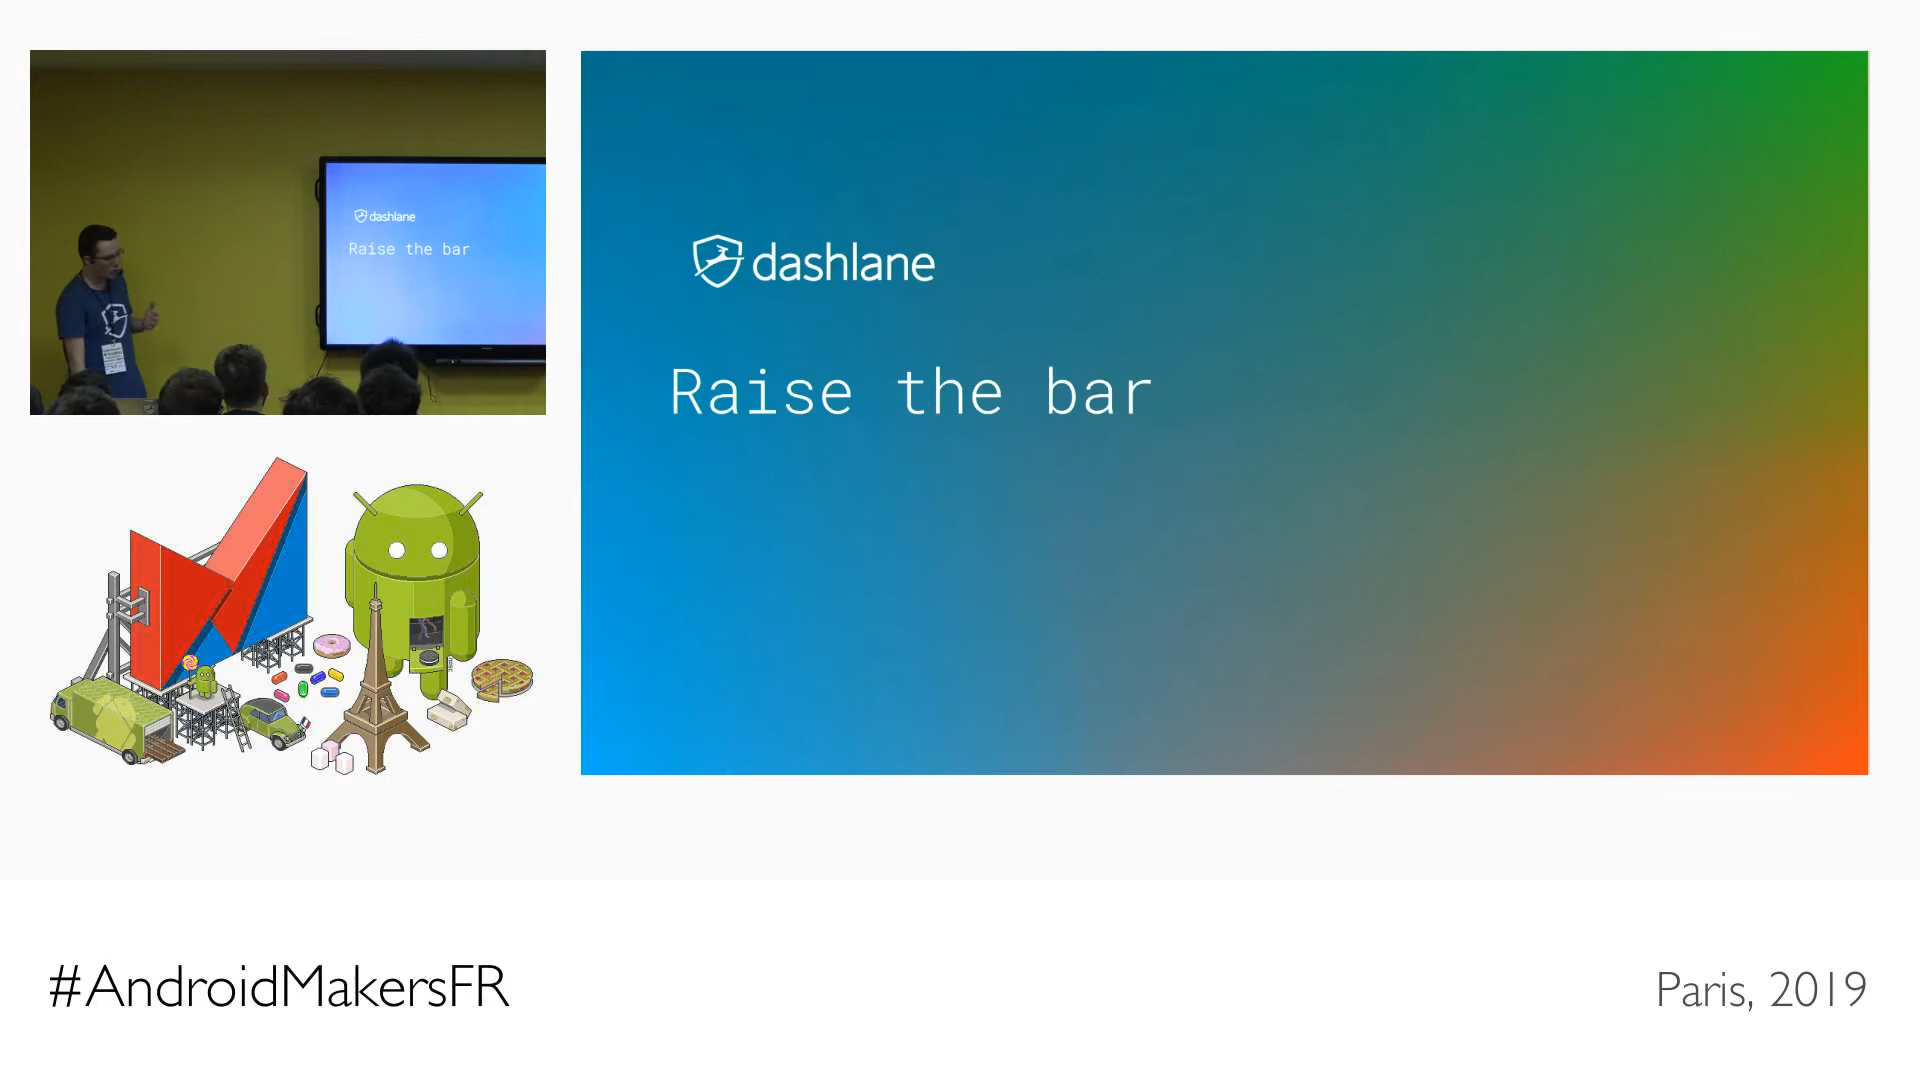 dashlane
Raise the bar
dashlane
Raise the bar
#AndroidMakersFR
Paris, 2019